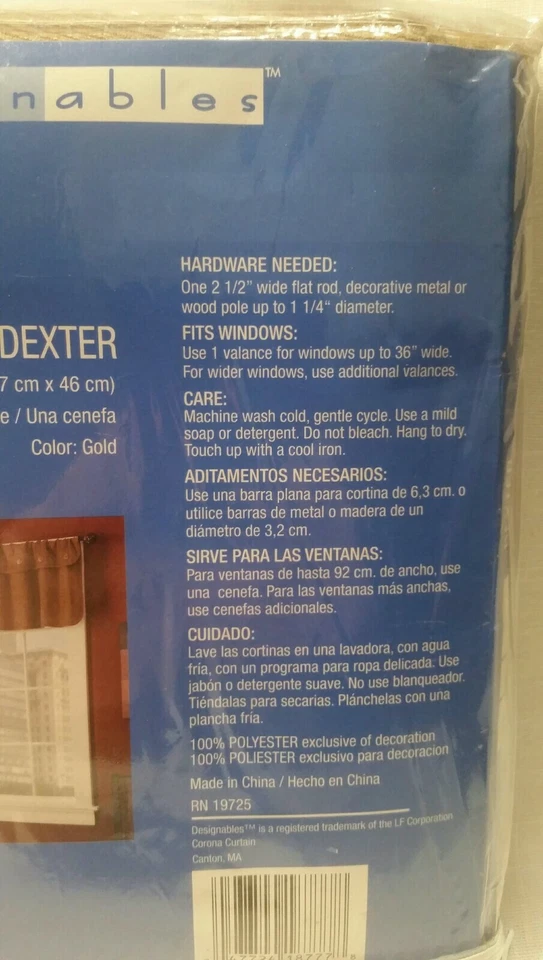 nables™
DEXTER
7 cm x 46 cm)
e / Una cenefa
Color: Gold
HARDWARE NEEDED:
One 2 1/2" wide flat rod, decorative metal or
wood pole up to 1 1/4" diameter.
FITS WINDOWS:
Use 1 valance for windows up to 36" wide.
For wider windows, use additional valances.
CARE:
Machine wash cold, gentle cycle. Use a mild
soap or detergent. Do not bleach. Hang to dry.
Touch up with a cool iron.
ADITAMENTOS NECESARIOS:
Use una barra plana para cortina de 6,3 cm. o
utilice barras de metal o madera de un
diámetro de 3,2 cm.
SIRVE PARA LAS VENTANAS:
Para ventanas de hasta 92 cm. de ancho, use
una cenefa. Para las ventanas más anchas,
use cenefas adicionales.
CUIDADO:
Lave las cortinas en una lavadora, con agua
fría, con un programa para ropa delicada. Use
jabón o detergente suave. No use blanqueador.
Tiéndalas para secarlas. Plánchelas con una
plancha fría.
100% POLYESTER exclusive of decoration
100% POLIESTER exclusivo para decoracion
Made in China / Hecho en China
RN 19725
Designables™ is a registered trademark of the LF Corporation
Corona Curtain
Canton, MA